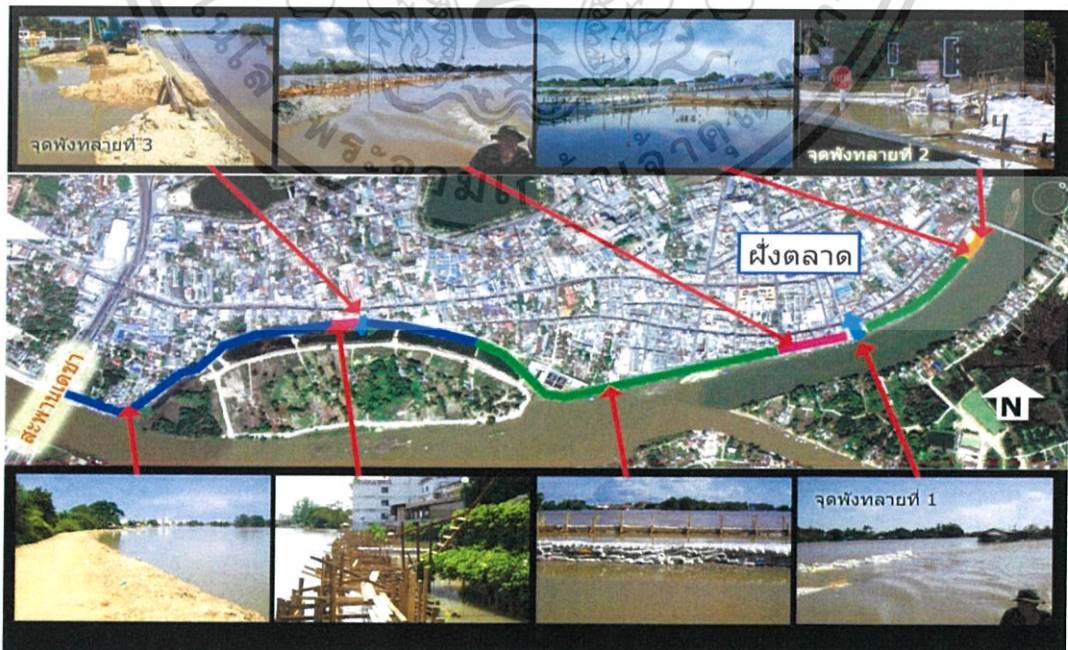 จุดพังทลายที่ 3
จุดพังทลายที่ 2
ฝั่งตลาด
สะพานเดชา
N
จุดพังทลายที่ 1